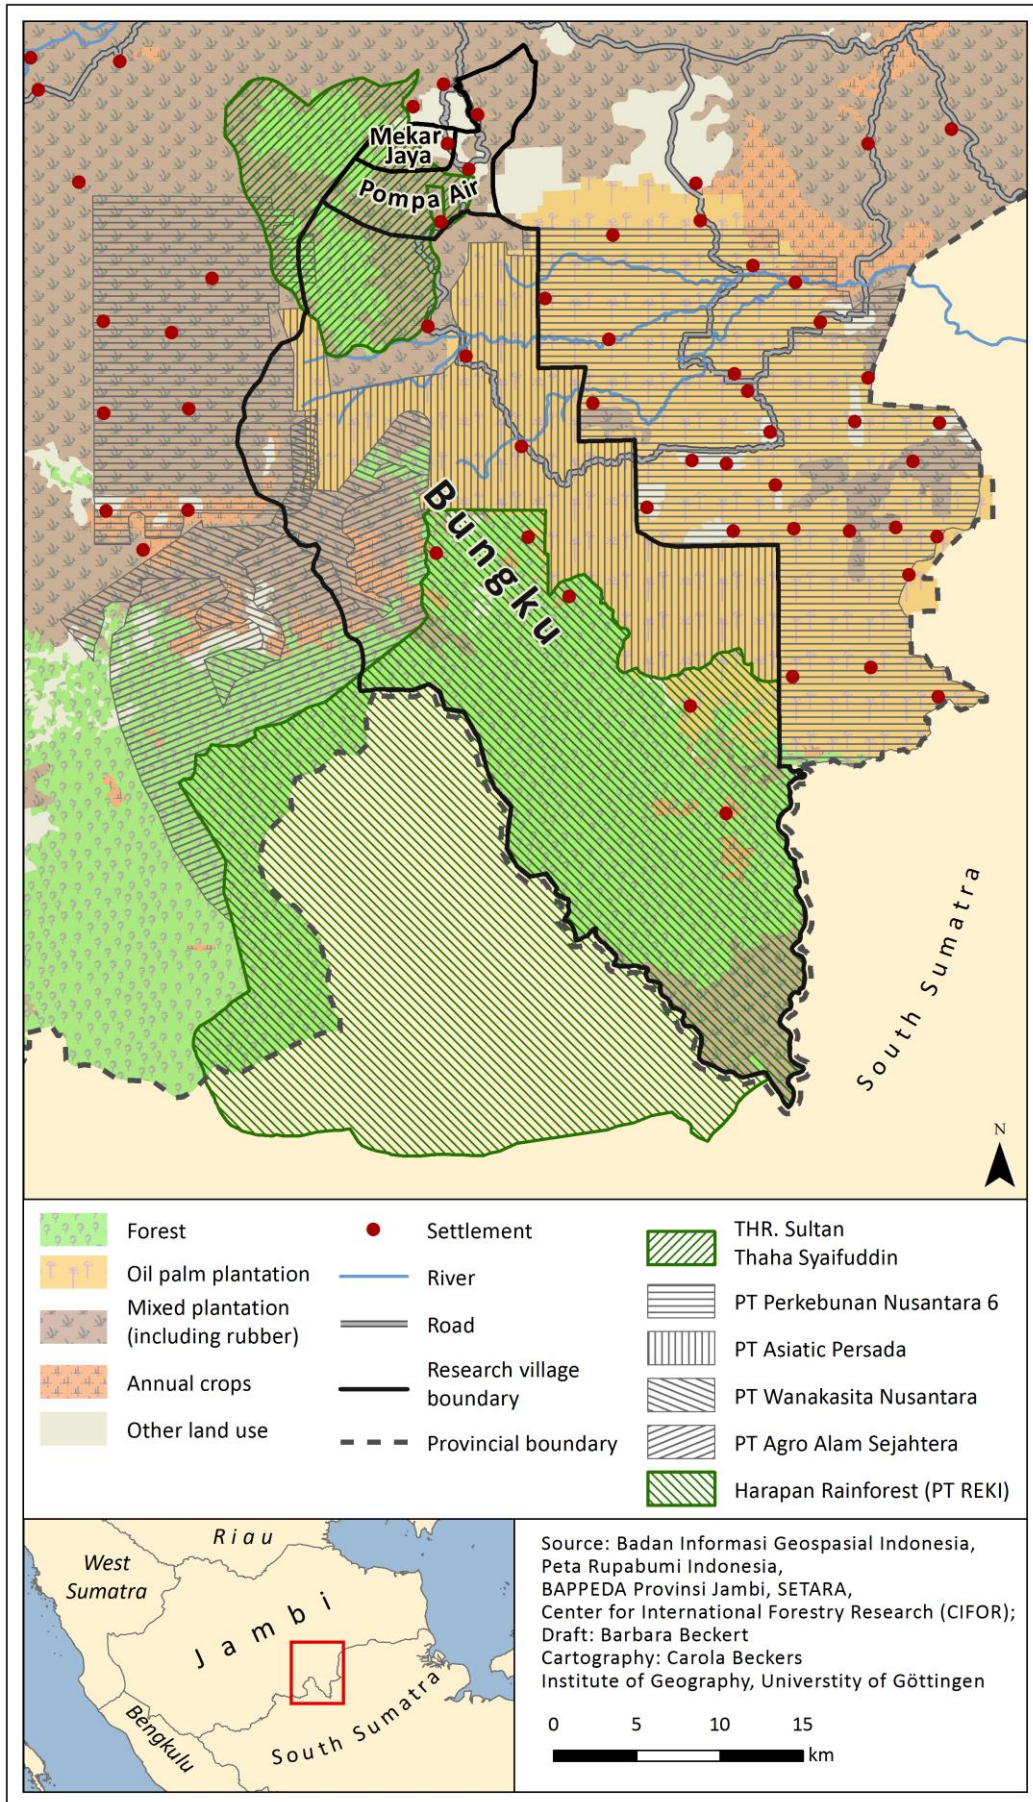 Mekar
Jaya
Pompa Air
Bungku
South Sumatra
N
Forest
Oil palm plantation
Mixed plantation
(including rubber)
Annual crops
Other land use
Settlement
River
Road
Research village
boundary
Provincial boundary
THR. Sultan
Thaha Syaifuddin
PT Perkebunan Nusantara 6
PT Asiatic Persada
PT Wanakasita Nusantara
PT Agro Alam Sejahtera
Harapan Rainforest (PT REKI)
Riau
West
Sumatra
Jambi
Bengkulu
South Sumatra
Source: Badan Informasi Geospasial Indonesia,
Peta Rupabumi Indonesia,
BAPPEDA Provinsi Jambi, SETARA,
Center for International Forestry Research (CIFOR);
Draft: Barbara Beckert
Cartography: Carola Beckers
Institute of Geography, Universtity of Göttingen
0 5 10 15
km